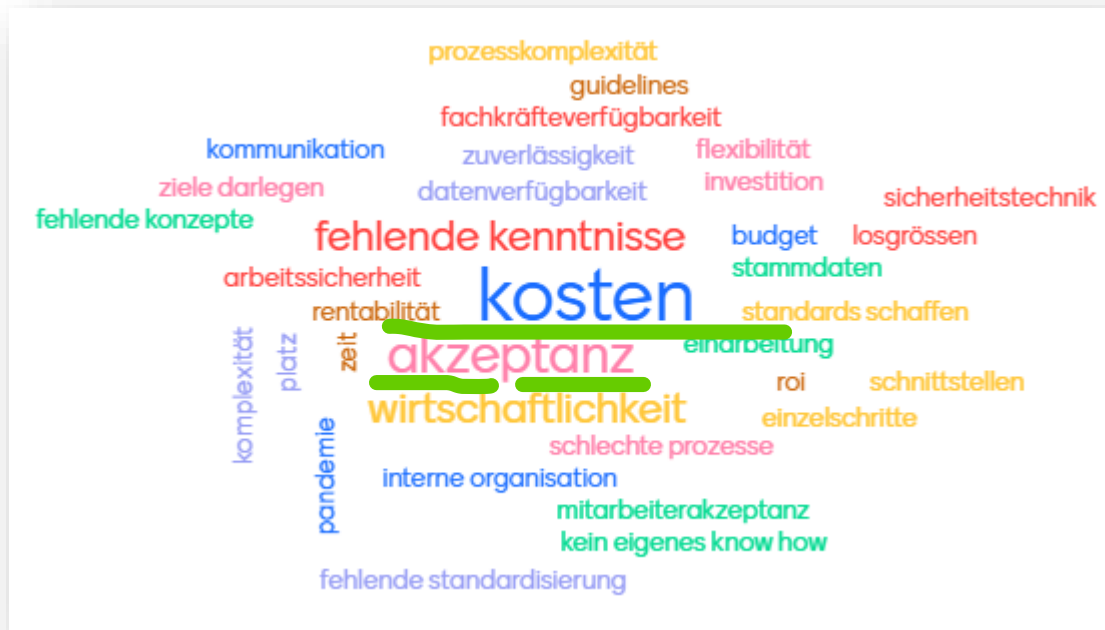 prozesskomplexität
guidelines
fachkräfteverfügbarkeit
kommunikation
zuverlässigkeit
flexibilität
ziele darlegen
datenverfügbarkeit
investition
sicherheitstechnik
fehlende konzepte
fehlende kenntnisse
budget
losgrössen
stammdaten
arbeitssicherheit
kosten
rentabilität
standards schaffen
komplexität
platz
zeit
akzeptanz
einarbeitung
roi
schnittstellen
wirtschaftlichkeit
einzelschritte
pandemie
schlechte prozesse
interne organisation
mitarbeiterakzeptanz
kein eigenes know how
fehlende standardisierung